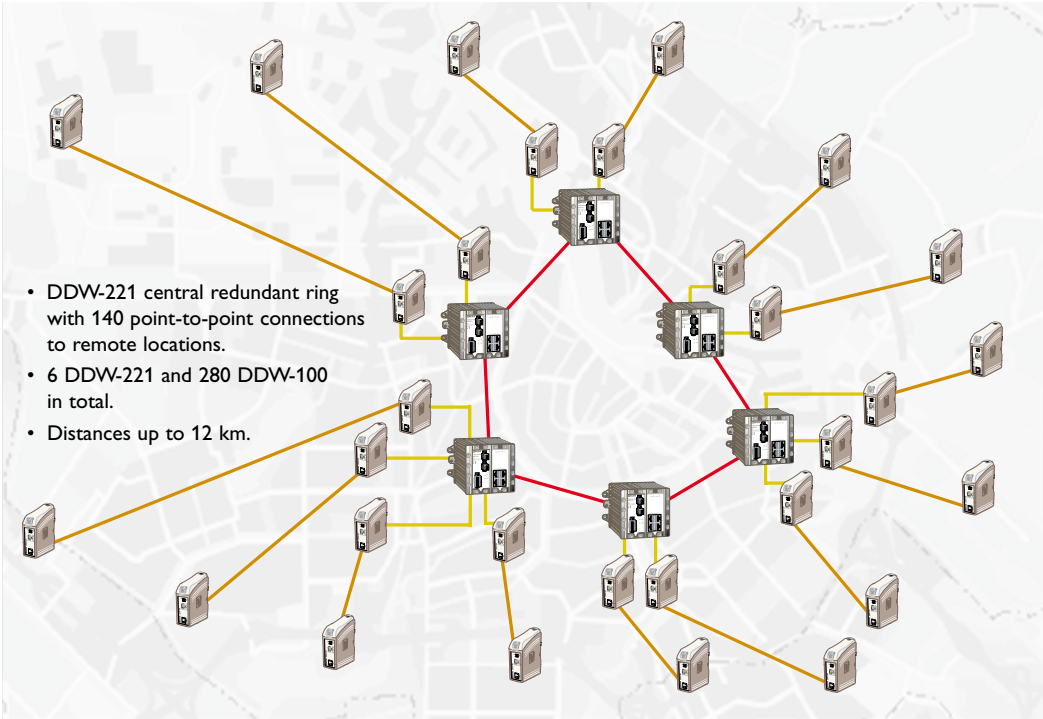 • DDW-221 central redundant ring
with 140 point-to-point connections
to remote locations.
• 6 DDW-221 and 280 DDW-100
in total.
• Distances up to 12 km.